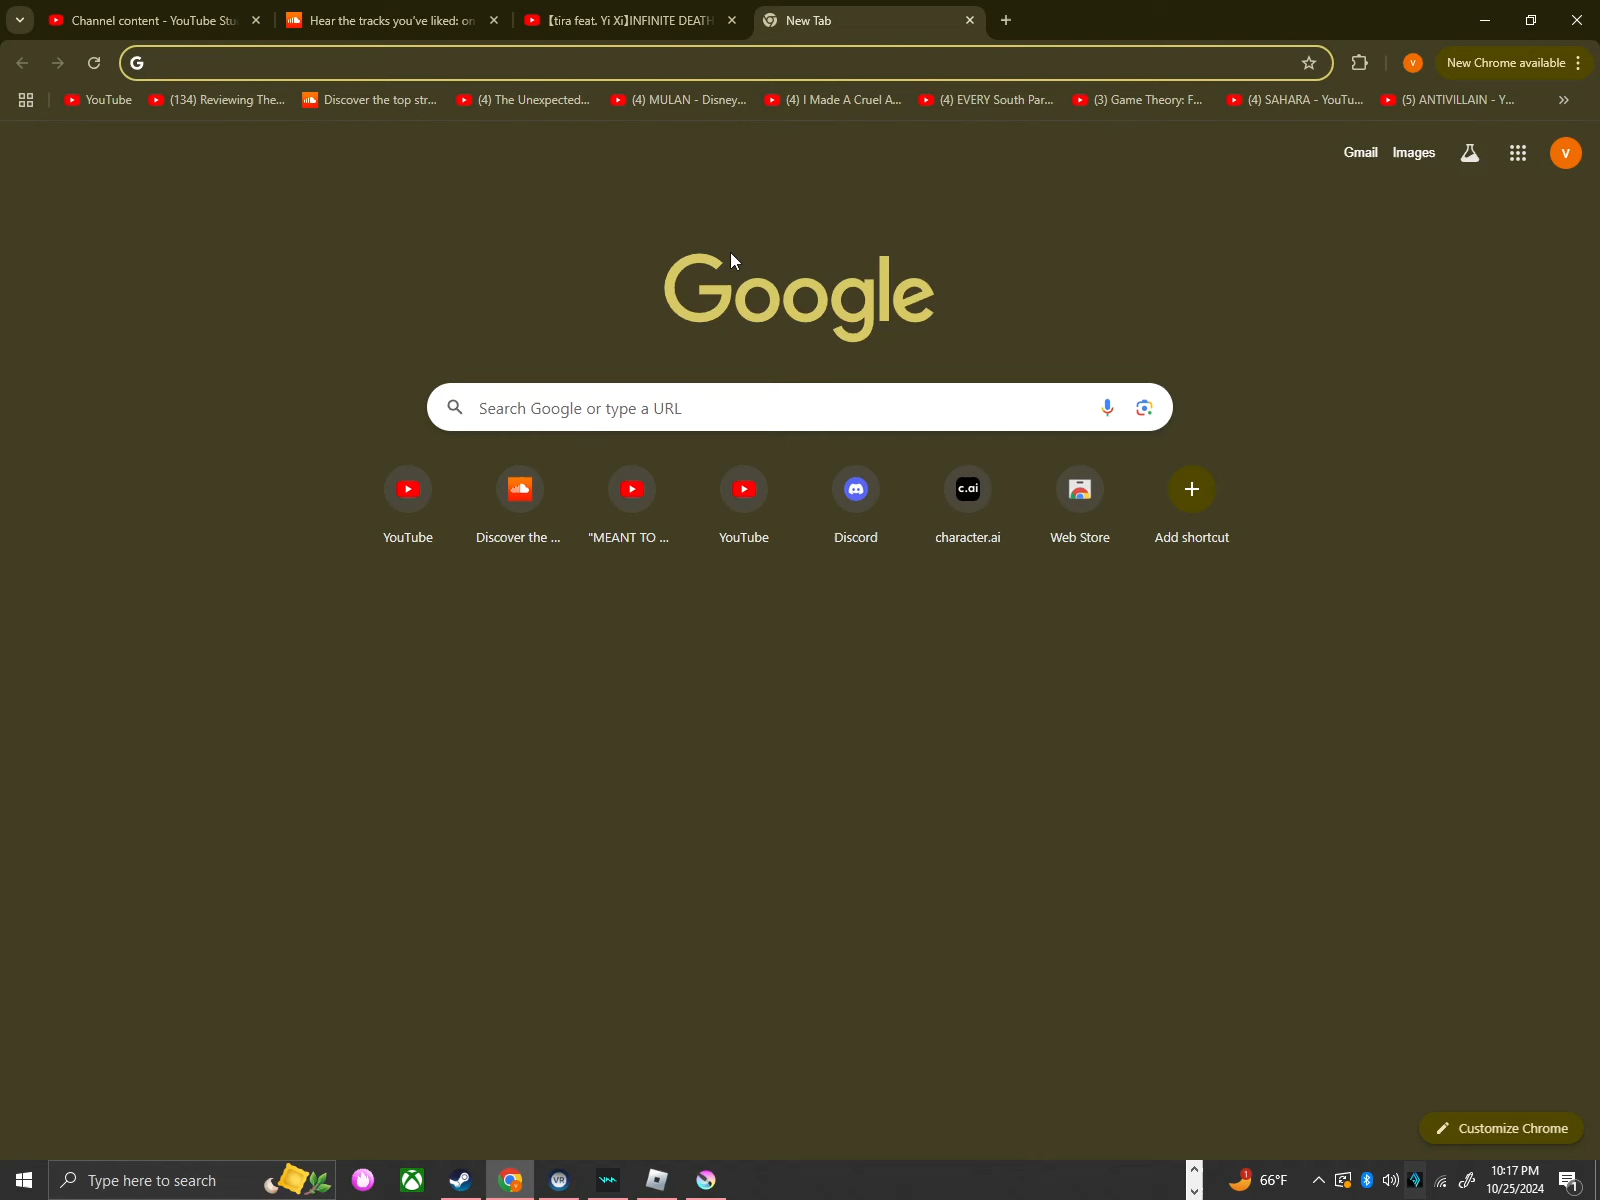 Channel content - YouTube Stu
Hear the tracks you've liked: on
【tira feat. Yi Xi】INFINITE DEATH
New Tab
G
New Chrome available
YouTube
(134) Reviewing The...
Discover the top str...
(4) The Unexpected...
(4) MULAN - Disney...
(4) I Made A Cruel A...
(4) EVERY South Par...
(3) Game Theory: F...
(4) SAHARA - YouTu...
(5) ANTIVILLAIN - Y...
Gmail
Images
V
Google
Search Google or type a URL
c.ai
YouTube
Discover the ...
"MEANT TO ...
YouTube
Discord
character.ai
Web Store
Add shortcut
Customize Chrome
Type here to search
VR
1
66°F
10:17 PM
10/25/2024
1